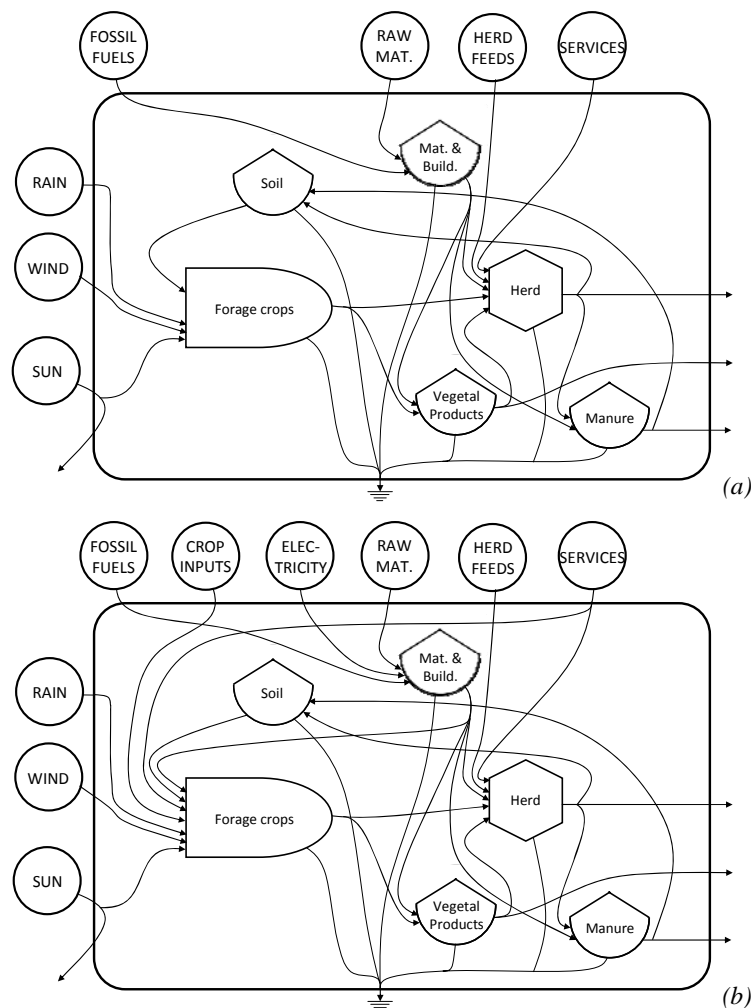 FOSSIL
FUELS
RAW
MAT.
HERD
FEEDS
SERVICES
Mat. &
Build.
RAIN
Soil
WIND
Herd
Forage crops
SUN
Vegetal
Products
Manure
(a)
FOSSIL
FUELS
CROP
INPUTS
ELEC-
TRICITY
RAW
MAT.
HERD
FEEDS
SERVICES
Mat. &
Build.
RAIN
Soil
WIND
Herd
Forage crops
SUN
Vegetal
Products
Manure
(b)